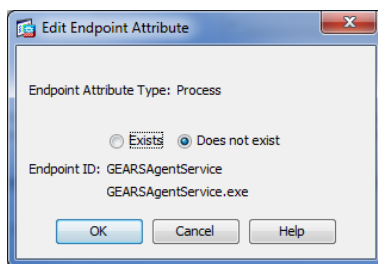 Edit Endpoint Attribute
Endpoint Attribute Type: Process
Exists Does not exist
Endpoint ID: GEARSAgentService
GEARSAgentService.exe
OK Cancel Help